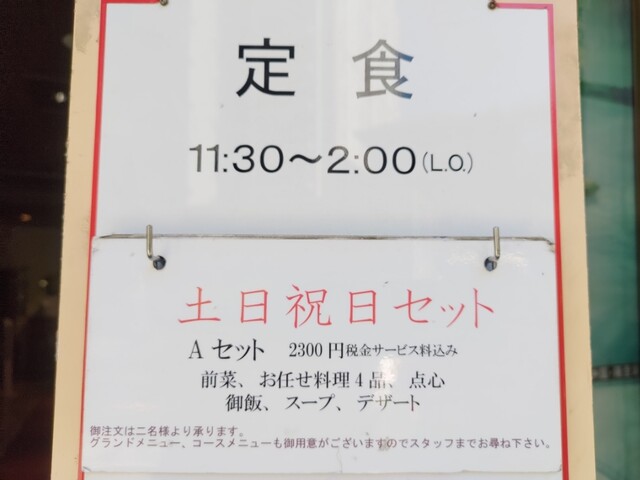 定食
11:30～2:00(L.O.)
土日祝日セット
Aセット 2300円税金サービス料込み
前菜、お任せ料理4品、点心
御飯、スープ、デザート
御注文は二名様より承ります。
グランドメニュー、コースメニューも御用意がございますのでスタッフまでお尋ね下さい。